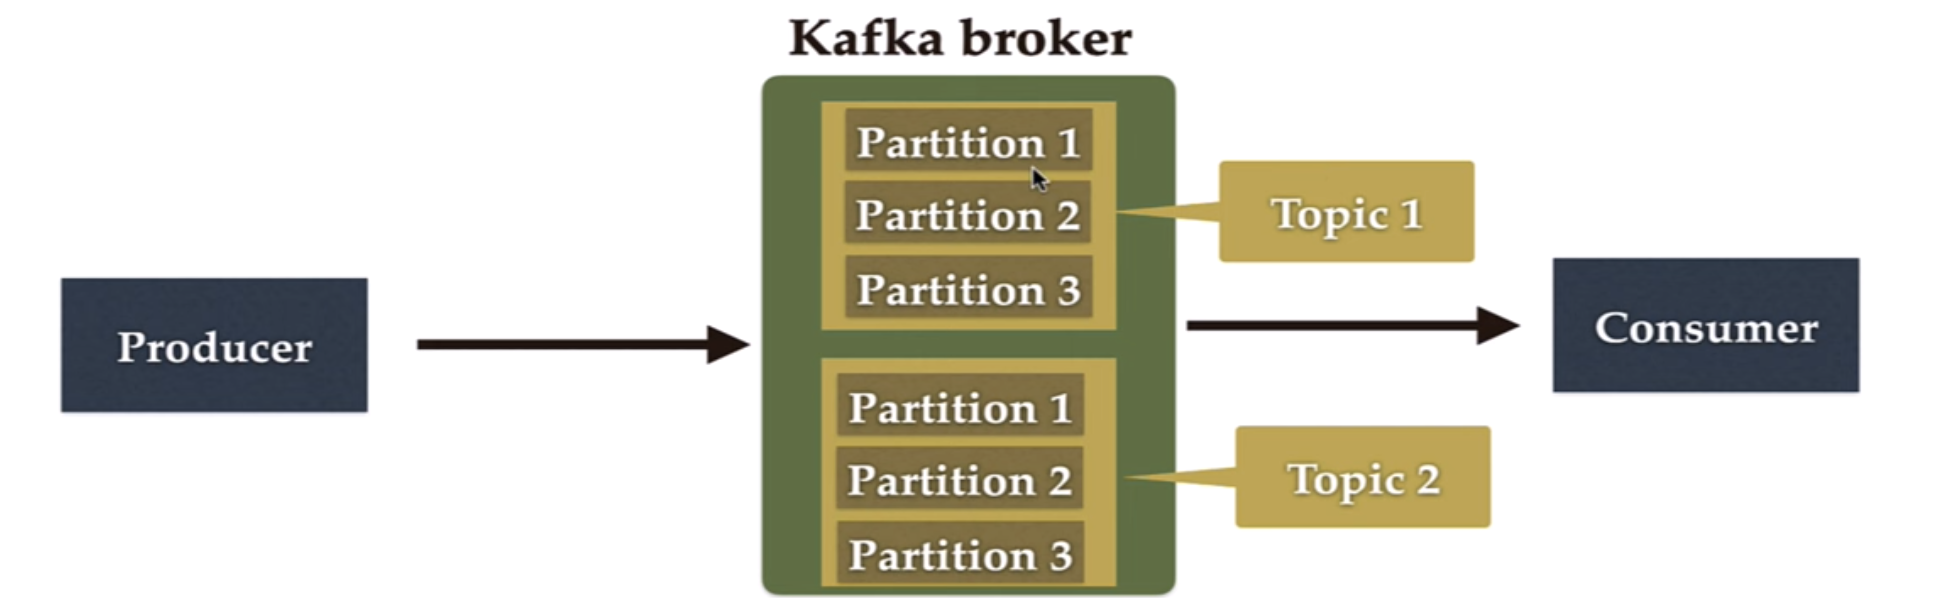 Kafka broker
Partition 1
Partition 2
Partition 3
Topic 1
Producer
Consumer
Partition 1
Partition 2
Partition 3
Topic 2